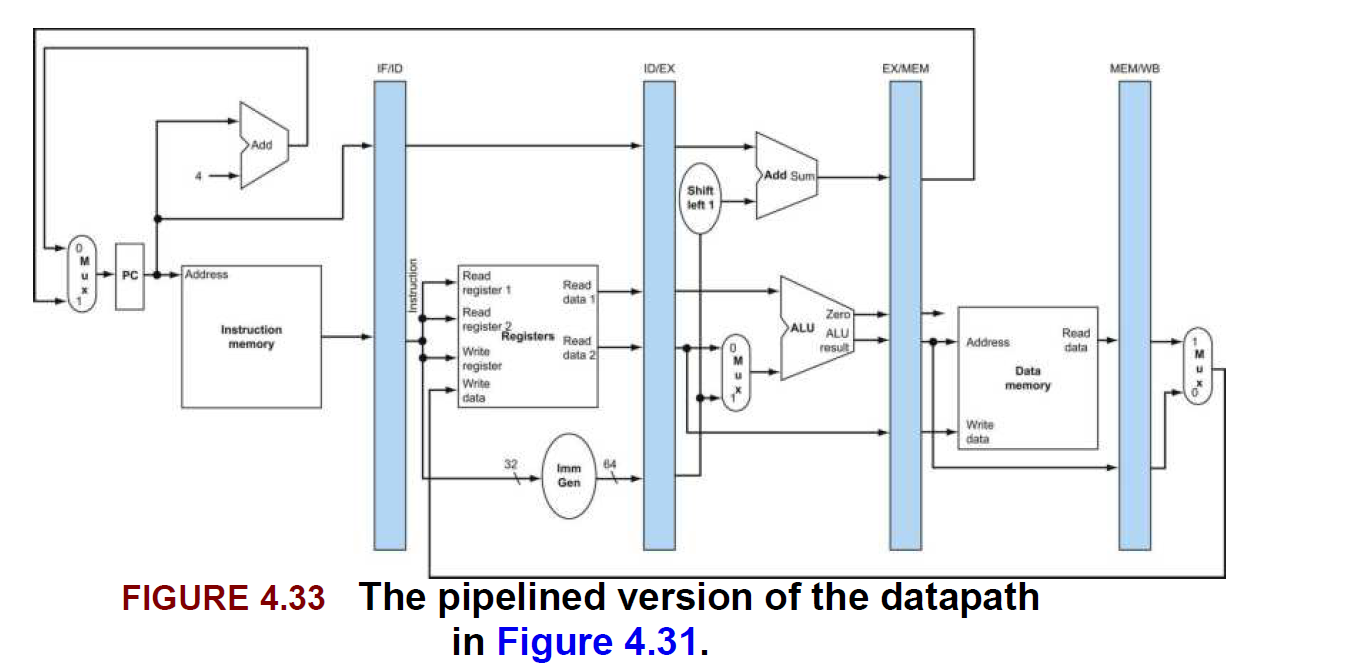 IF/ID
ID/EX
EX/MEM
MEM/WB
Add
4
Add Sum
Shift
left 1
0
M
u
x
1
PC
Address
Instruction
memory
Instruction
Read
register 1
Read
register 2
Write
register
Write
data
Registers
Read
data 1
Read
data 2
0
M
u
x
1
ALU
Zero
ALU
result
Address
Read
data
Data
memory
Write
data
1
M
u
x
0
32
Imm
Gen
64
FIGURE 4.33 The pipelined version of the datapath
in Figure 4.31.